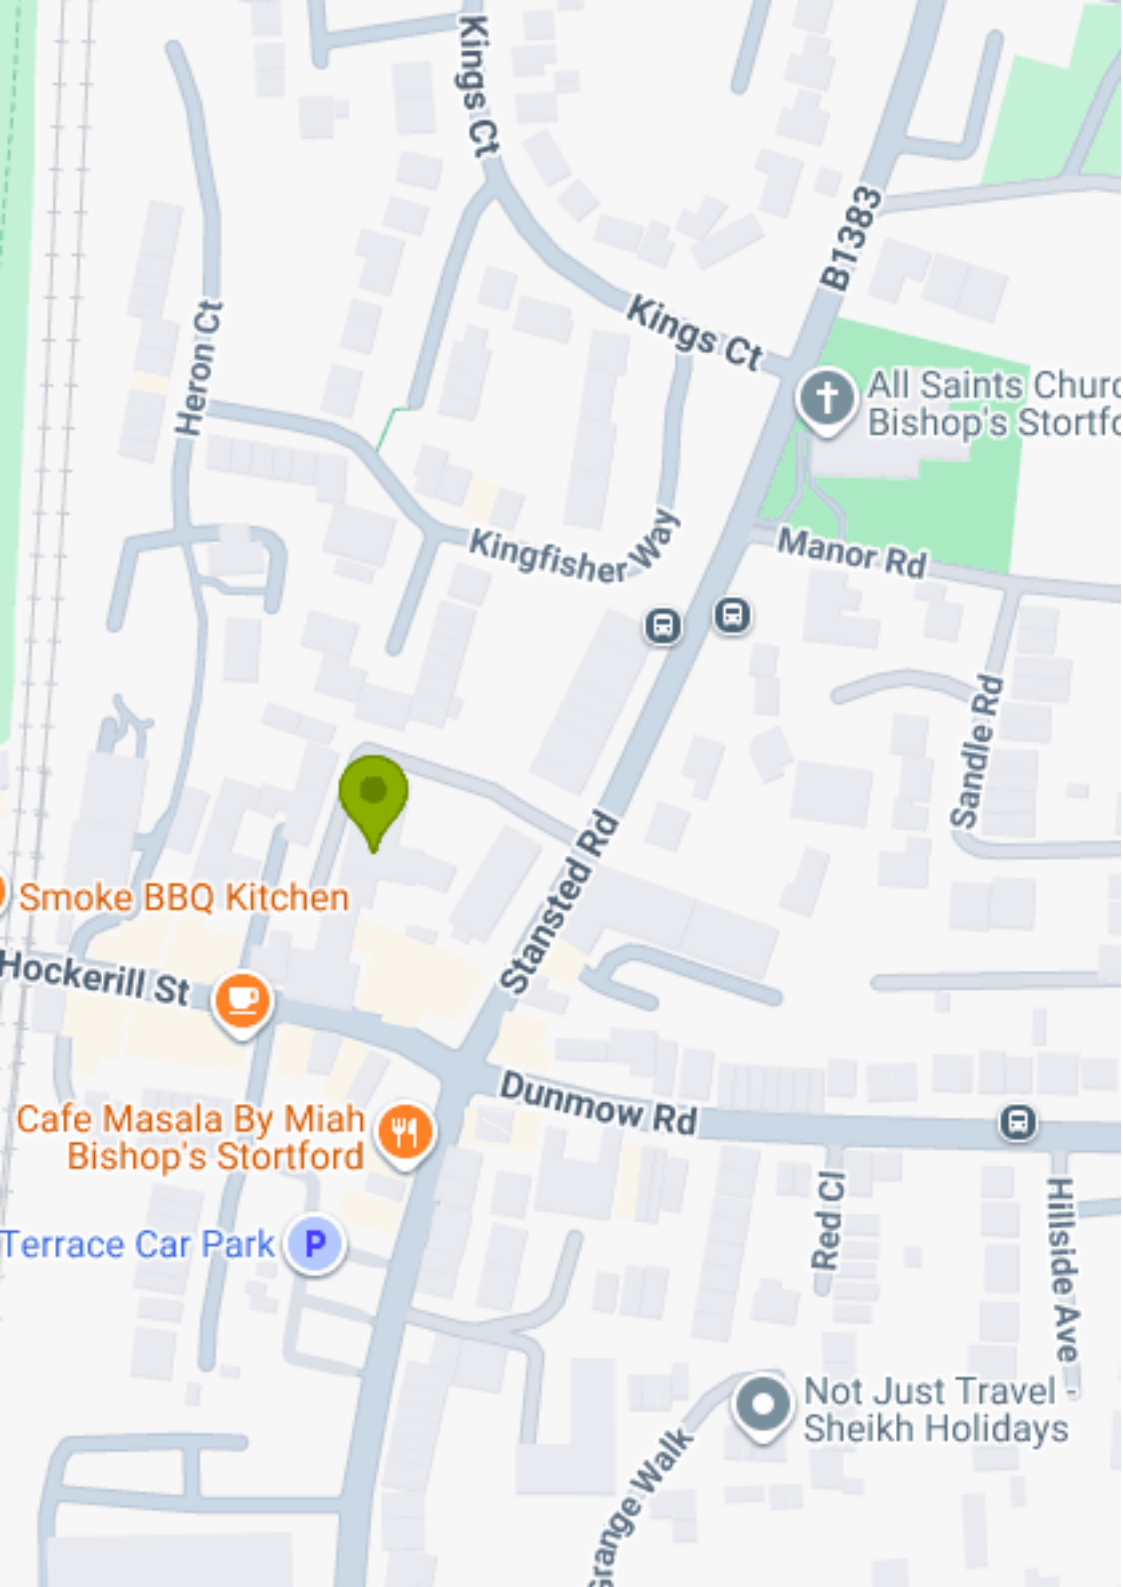 Kings Ct
B1383
Kings Ct
Heron Ct
All Saints Churc
Bishop's Stortfo
Kingfisher Way
Manor Rd
Sandle Rd
Stansted Rd
Smoke BBQ Kitchen
Hockerill St
Dunmow Rd
Cafe Masala By Miah
Bishop's Stortford
Terrace Car Park
P
Red Cl
Hillside Ave
Not Just Travel -
Sheikh Holidays
Grange Walk